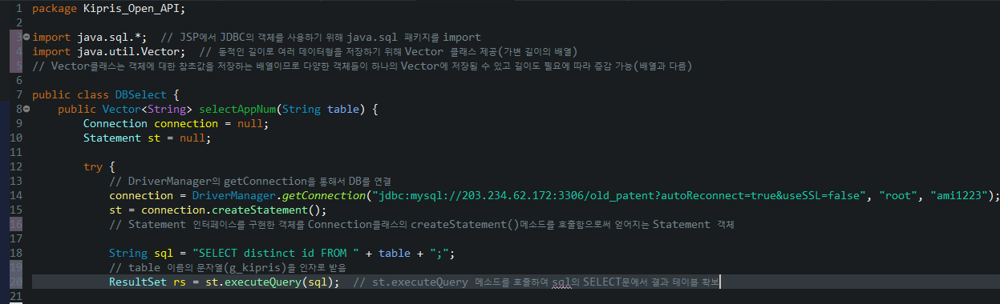 1 package Kipris_Open_API;
2
3 import java.sql.*;  // JSP에서 JDBC의 객체를 사용하기 위해 java.sql 패키지를 import
4 import java.util.Vector;  // 동적인 길이로 여러 데이터형을 저장하기 위해 Vector 클래스 제공(가변 길이의 배열)
5 // Vector클래스는 객체에 대한 참조값을 저장하는 배열이므로 다양한 객체들이 하나의 Vector에 저장될 수 있고 길이도 필요에 따라 증감 가능(배열과 다름)
6
7 public class DBSelect {
8     public Vector<String> selectAppNum(String table) {
9         Connection connection = null;
10         Statement st = null;
11
12         try {
13             // DriverManager의 getConnection을 통해서 DB를 연결
14             connection = DriverManager.getConnection("jdbc:mysql://203.234.62.172:3306/old_patent?autoReconnect=true&useSSL=false", "root", "ami1223");
15             st = connection.createStatement();
16             // Statement 인터페이스를 구현한 객체를 Connection클래스의 createStatement()메소드를 호출함으로써 얻어지는 Statement 객체
17
18             String sql = "SELECT distinct id FROM " + table + ";";
19             // table 이름의 문자열(g_kipris)을 인자로 받음
20             ResultSet rs = st.executeQuery(sql);  // st.executeQuery 메소드를 호출하여 sql의 SELECT문에서 결과 테이블 확보
21